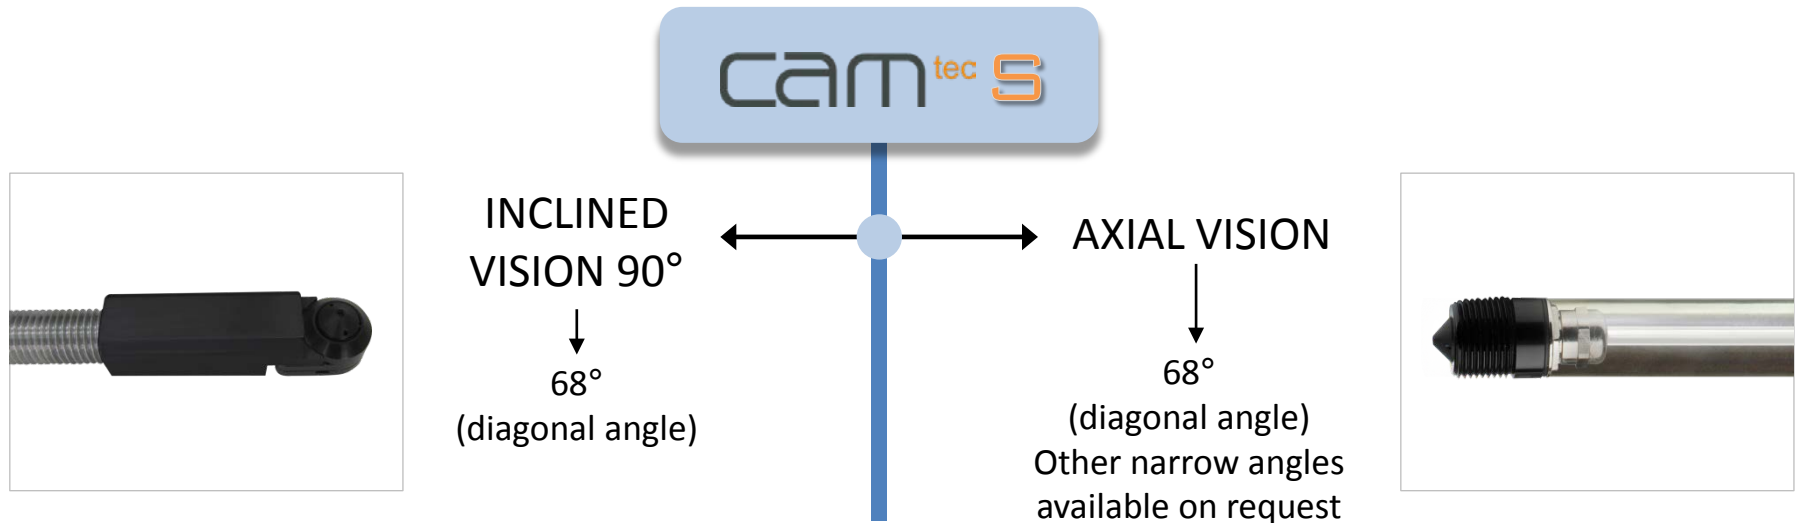 cam tec S
INCLINED
VISION 90°
68°
(diagonal angle)
AXIAL VISION
68°
(diagonal angle)
Other narrow angles
available on request